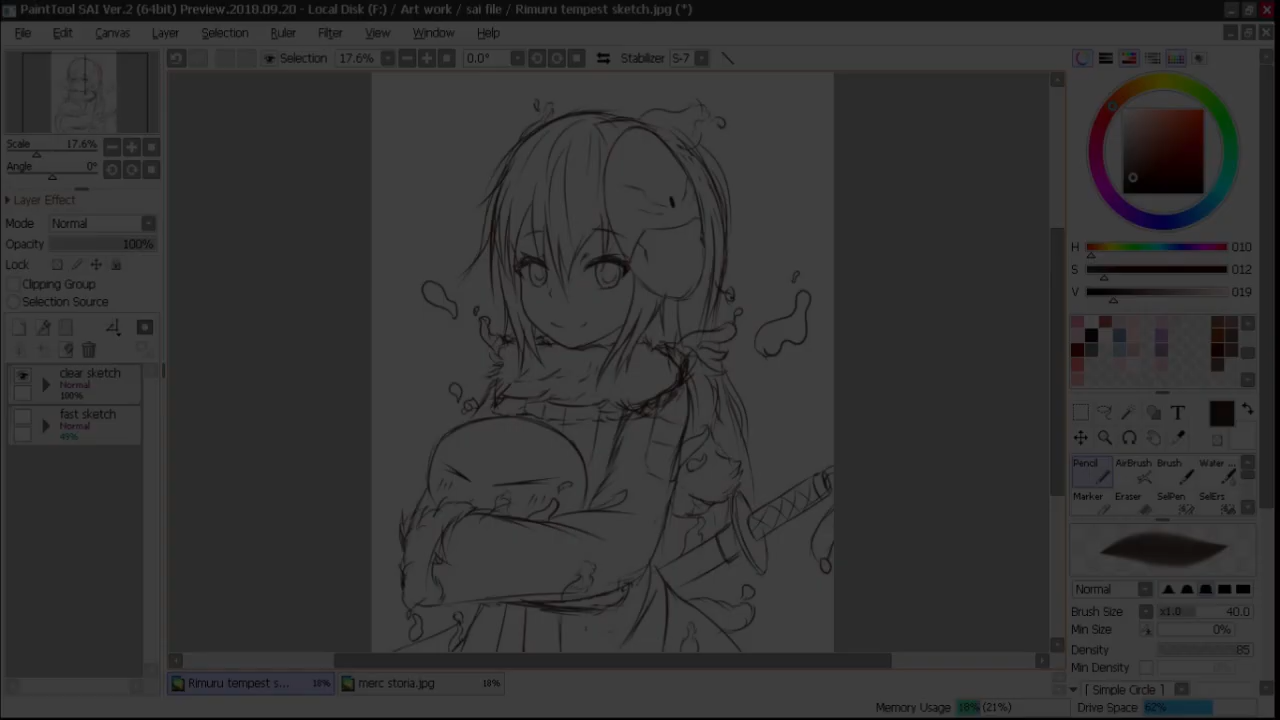 PaintTool SAI Ver.2 (64bit) Preview.2018.09.20 - Local Disk (F:) / Art work / sai file / Rimuru tempest sketch.jpg (*)
File Edit Canvas Layer Selection Ruler Filter View Window Help
Selection 17.6% 0.0° Stabilizer S-7
Scale 17.6%
Angle 0°
Layer Effect
Mode Normal
Opacity 100%
Lock
Clipping Group
Selection Source
clear sketch
Normal
100%
fast sketch
Normal
49%
H 010
S 012
V 019
T
Pencil AirBrush Brush Water ...
Marker Eraser SelPen SelErs
Normal
Brush Size x1.0 40.0
Min Size 0%
Density 85
Min Density
[ Simple Circle ]
Rimuru tempest s... 18% merc storia.jpg 18%
Memory Usage 18% (21%) Drive Space 62%